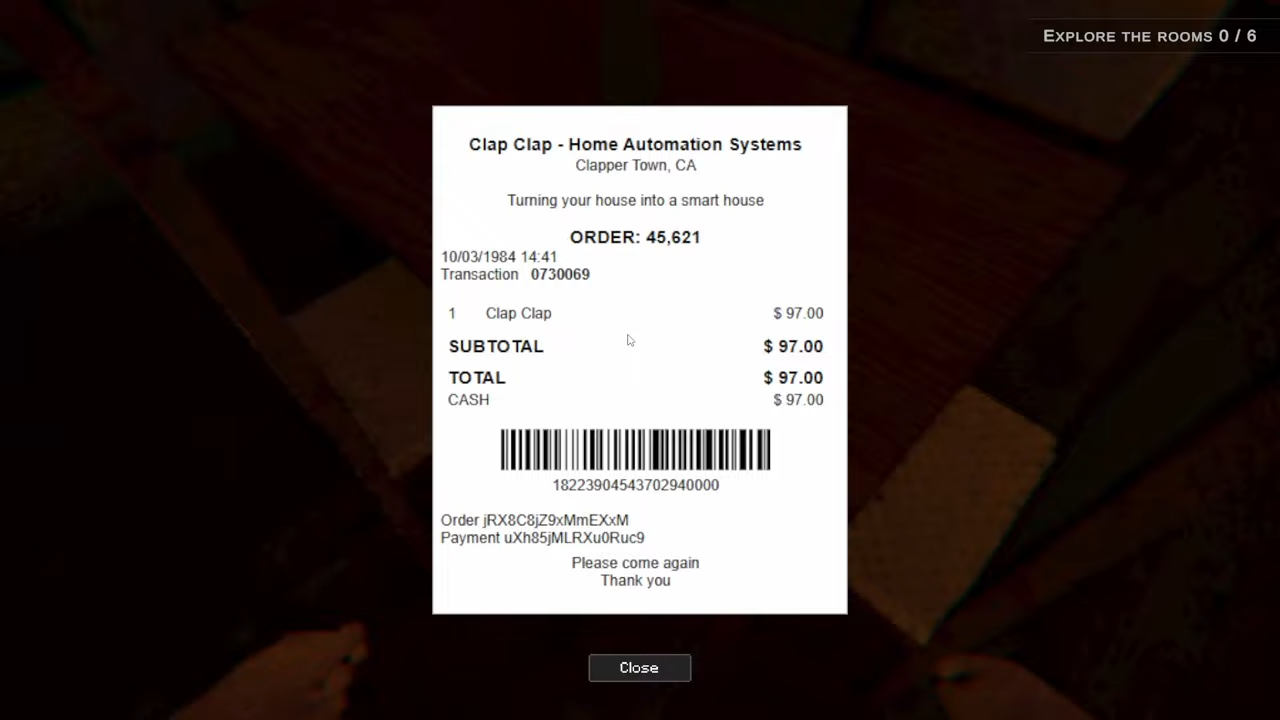 EXPLORE THE ROOMS 0 / 6
Clap Clap - Home Automation Systems
Clapper Town, CA
Turning your house into a smart house
ORDER: 45,621
10/03/1984 14:41
Transaction 0730069
1 Clap Clap $ 97.00
SUBTOTAL $ 97.00
TOTAL $ 97.00
CASH $ 97.00
18223904543702940000
Order jRX8C8jZ9xMmEXxM
Payment uXh85jMLRXu0Ruc9
Please come again
Thank you
Close